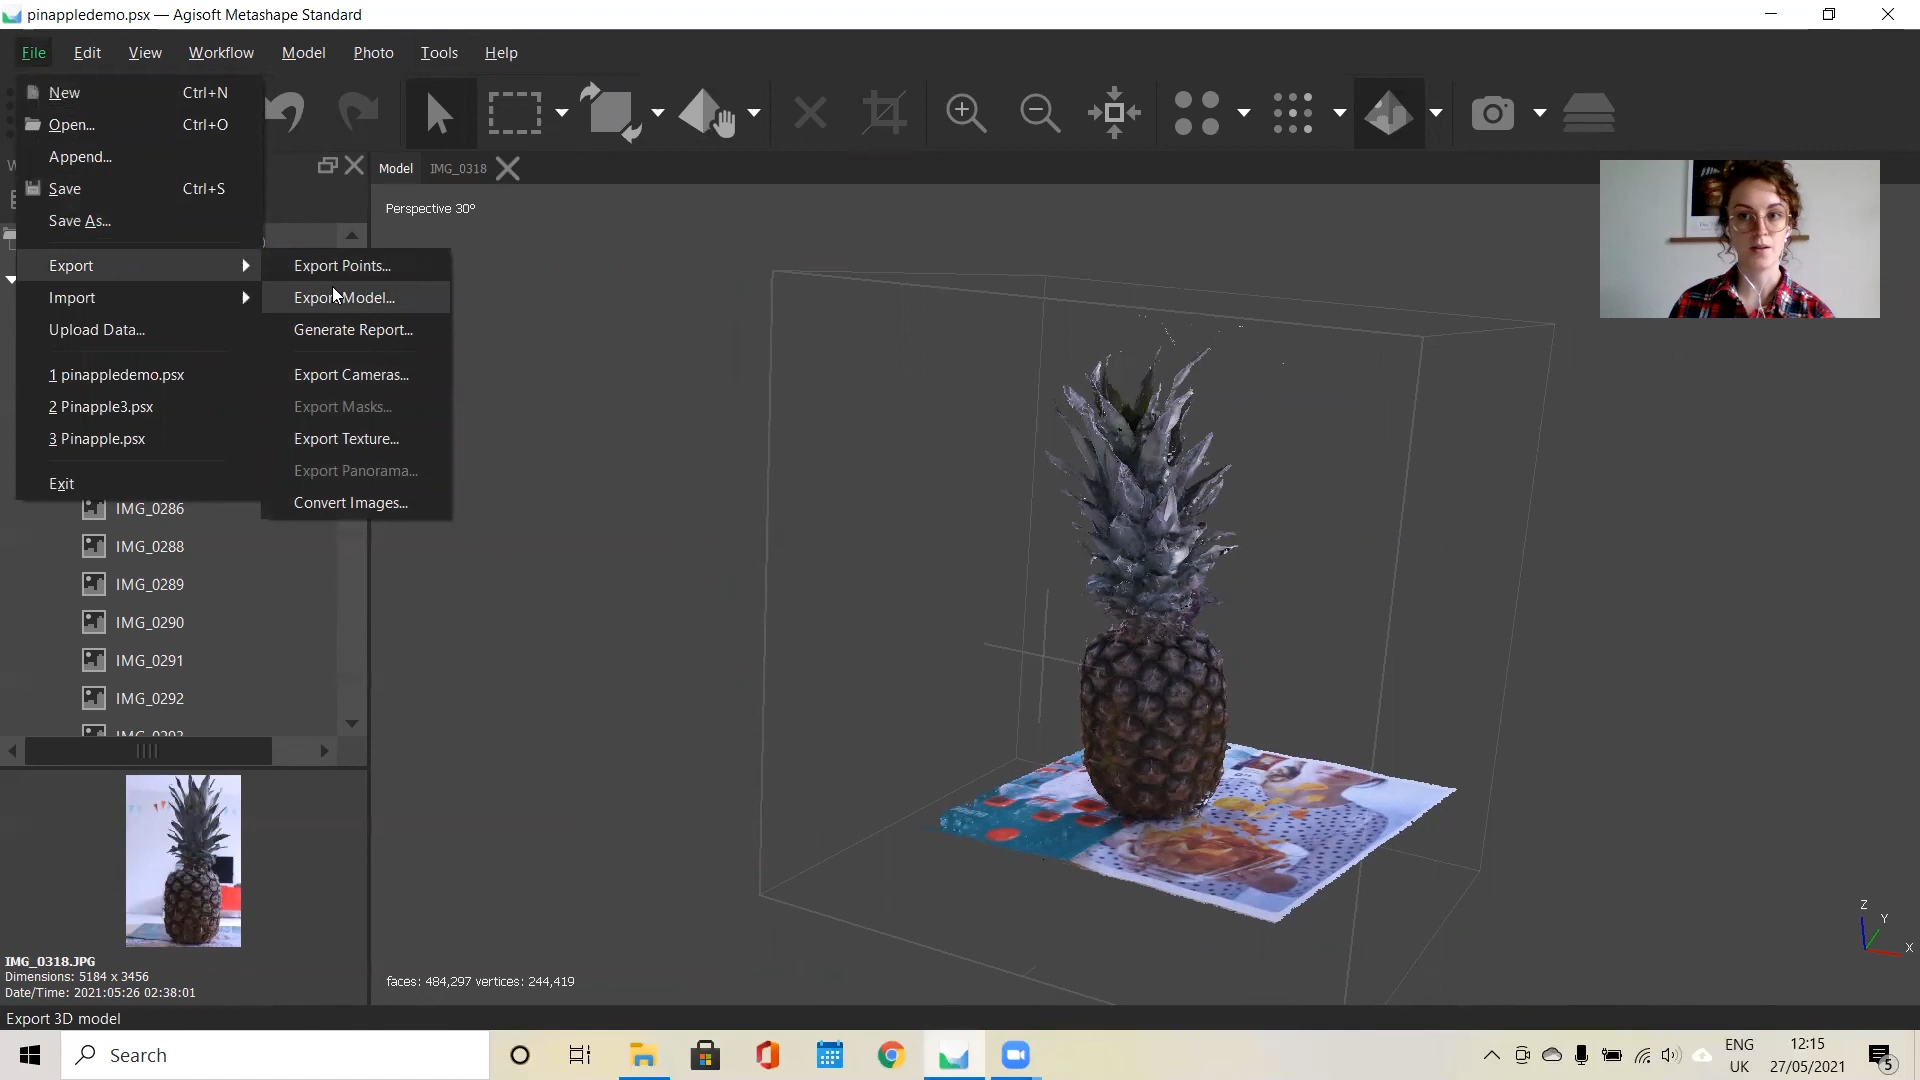 pinappledemo.psx — Agisoft Metashape Standard
File Edit View Workflow Model Photo Tools Help
New Ctrl+N
Open... Ctrl+O
Append...
Save Ctrl+S
Save As...
Export
Import
Upload Data...
1 pinappledemo.psx
2 Pinapple3.psx
3 Pinapple.psx
Exit
Export Points...
Export Model...
Generate Report...
Export Cameras...
Export Masks...
Export Texture...
Export Panorama...
Convert Images...
Model IMG_0318
Perspective 30°
IMG_0286
IMG_0288
IMG_0289
IMG_0290
IMG_0291
IMG_0292
IMG_0293
IMG_0318.JPG
Dimensions: 5184 x 3456
Date/Time: 2021:05:26 02:38:01
faces: 484,297 vertices: 244,419
Z
Y
X
Export 3D model
Search
ENG
UK
12:15
27/05/2021
5